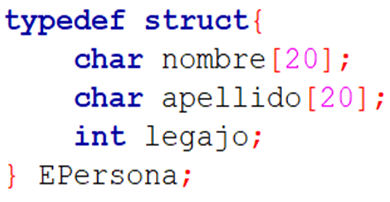 typedef struct{
    char nombre[20];
    char apellido[20];
    int legajo;
} EPersona;